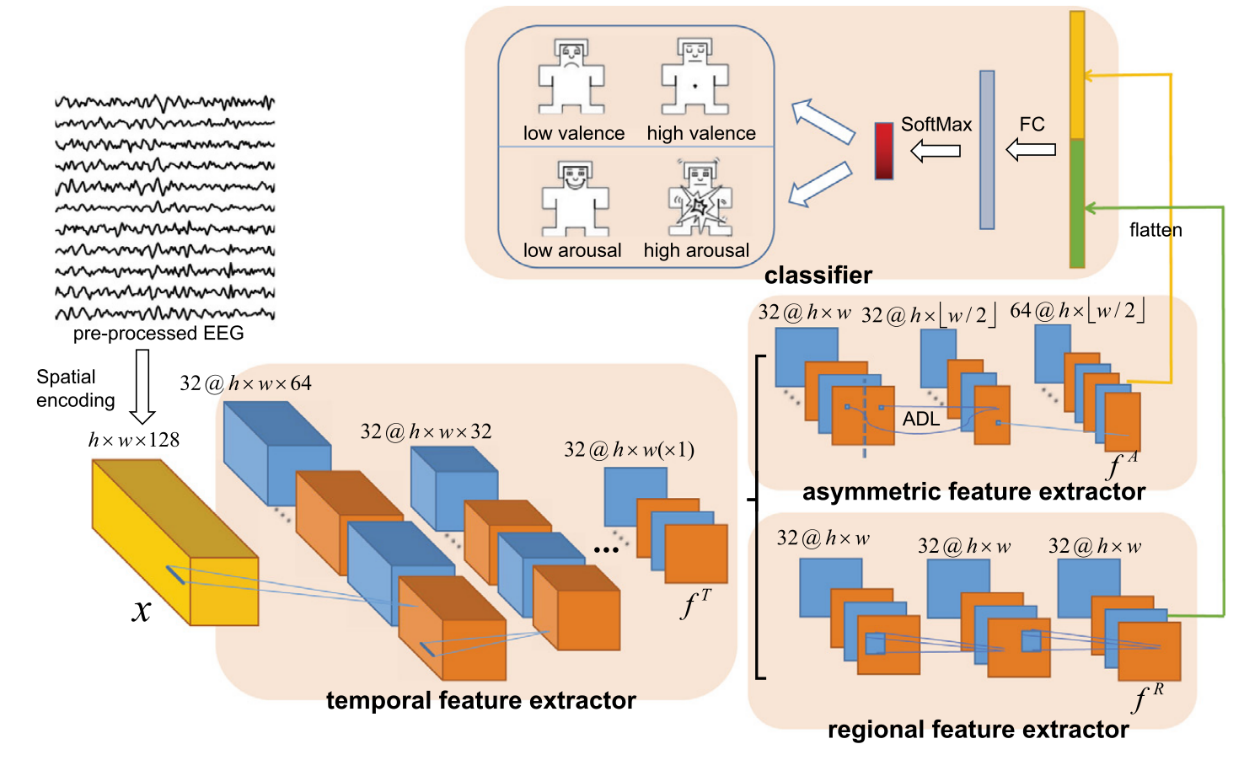 low valence
high valence
low arousal
high arousal
SoftMax
FC
flatten
classifier
pre-processed EEG
Spatial
encoding
h×w×128
x
32@h×w×64
32@h×w×32
32@h×w(×1)
...
f^T
temporal feature extractor
32@h×w
32@h×⌊w/2⌋
64@h×⌊w/2⌋
ADL
f^A
asymmetric feature extractor
32@h×w
32@h×w
32@h×w
f^R
regional feature extractor